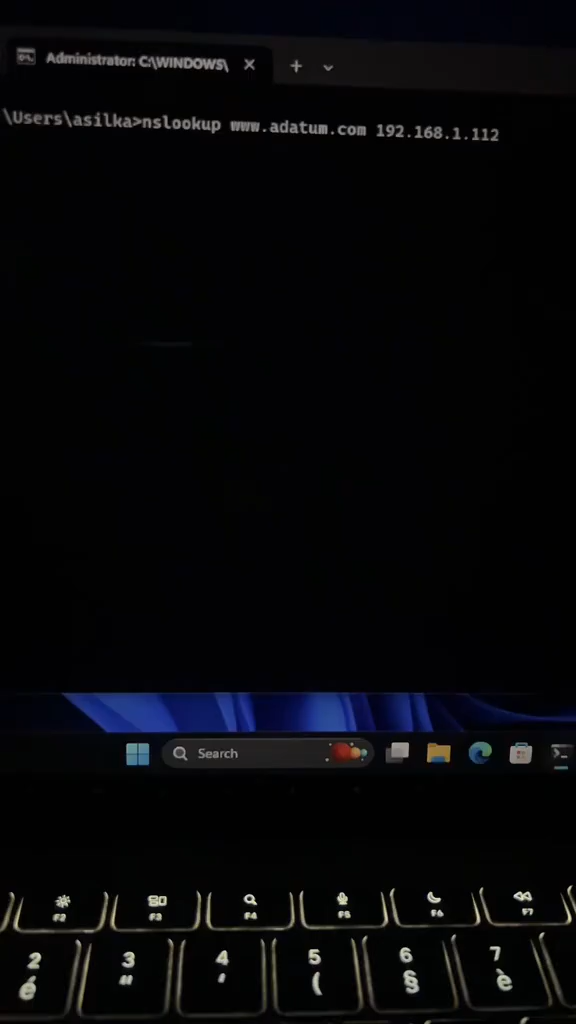 Administrator: C:\WINDOWS\
\Users\asilka>nslookup www.adatum.com 192.168.1.112
Search
F2 F3 F4 F5 F6 F7
2 3 4 5 6 7
é " ' ( § è